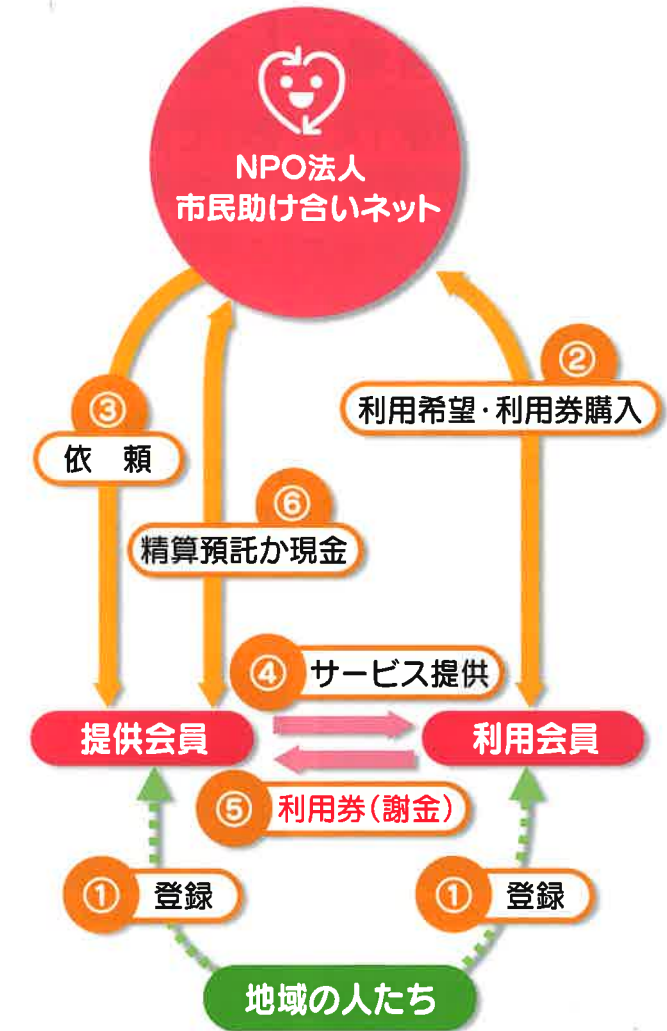 NPO法人
市民助け合いネット
②
利用希望・利用券購入
③
依　頼
⑥
精算預託か現金
④ サービス提供
提供会員
利用会員
⑤ 利用券(謝金)
① 登録
① 登録
地域の人たち